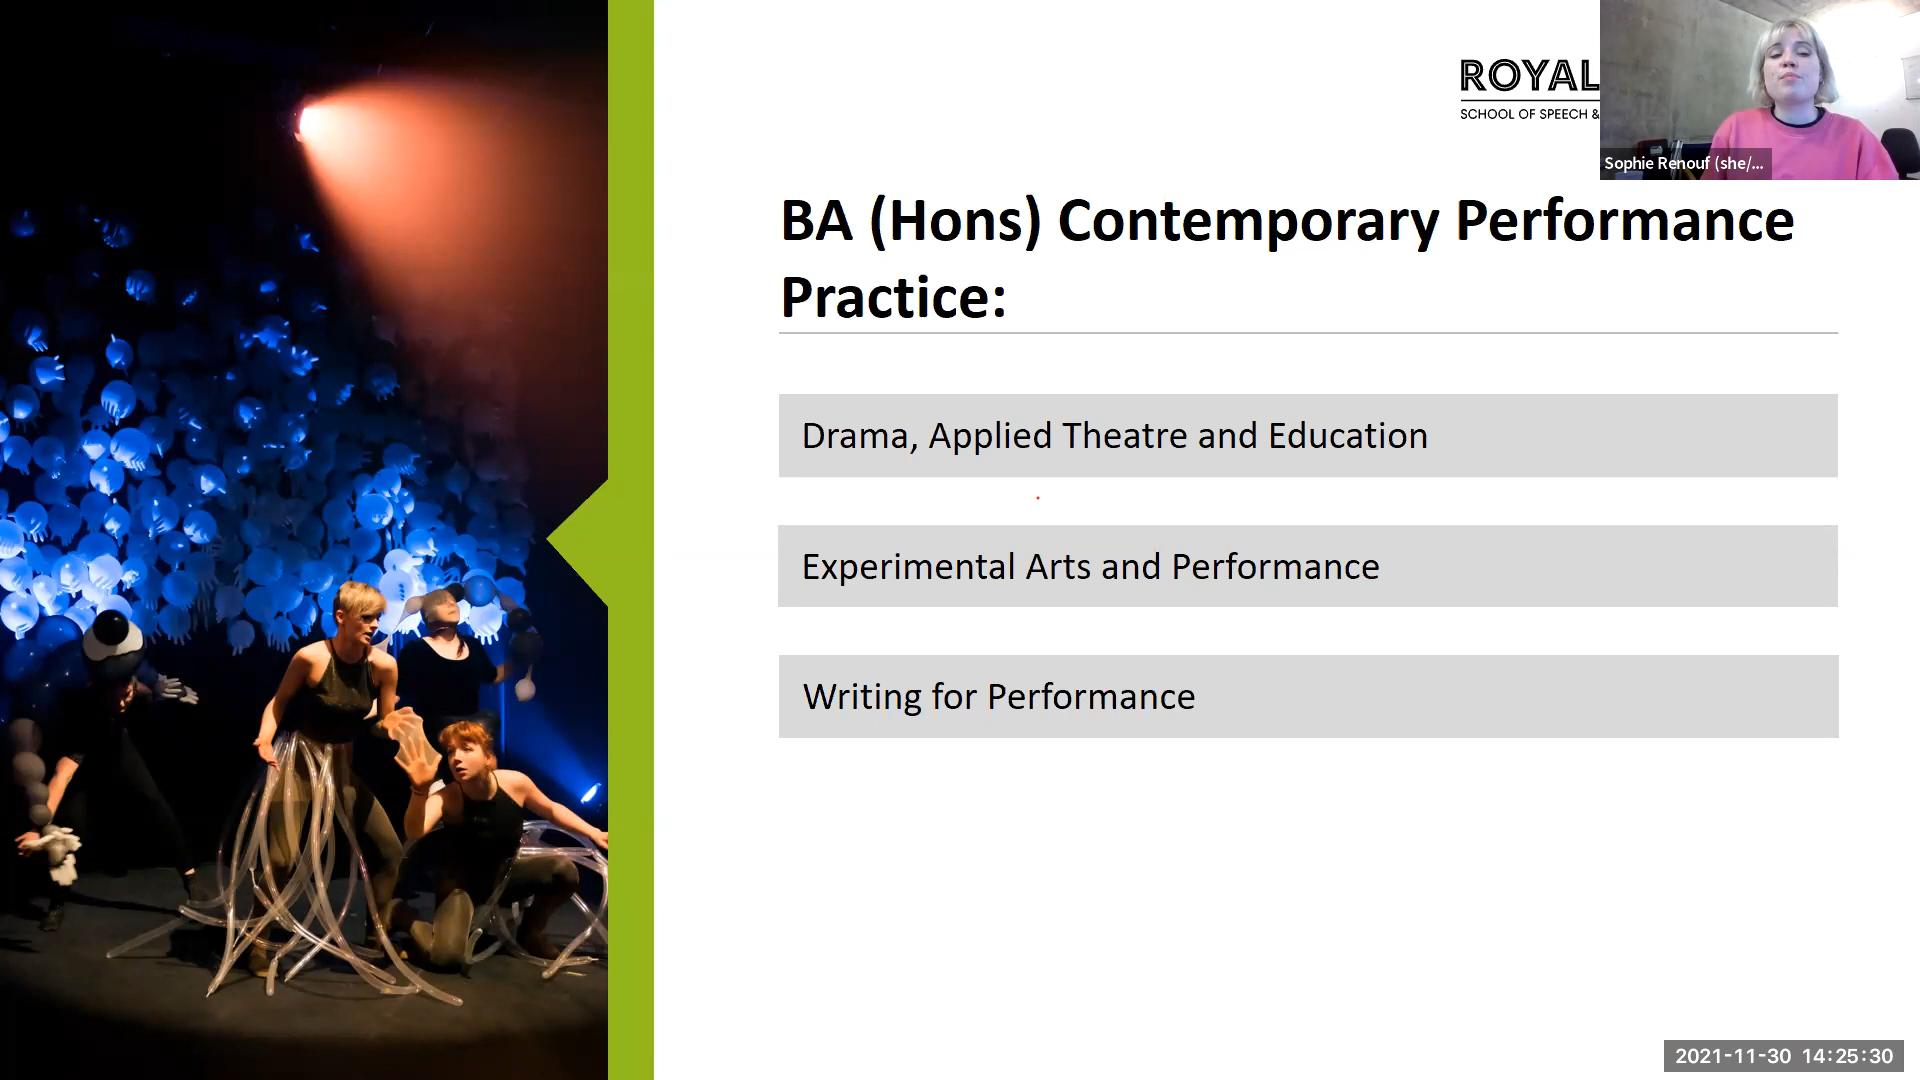 ROYAL
SCHOOL OF SPEECH &
Sophie Renouf (she/...
BA (Hons) Contemporary Performance
Practice:
Drama, Applied Theatre and Education
Experimental Arts and Performance
Writing for Performance
2021-11-30 14:25:30